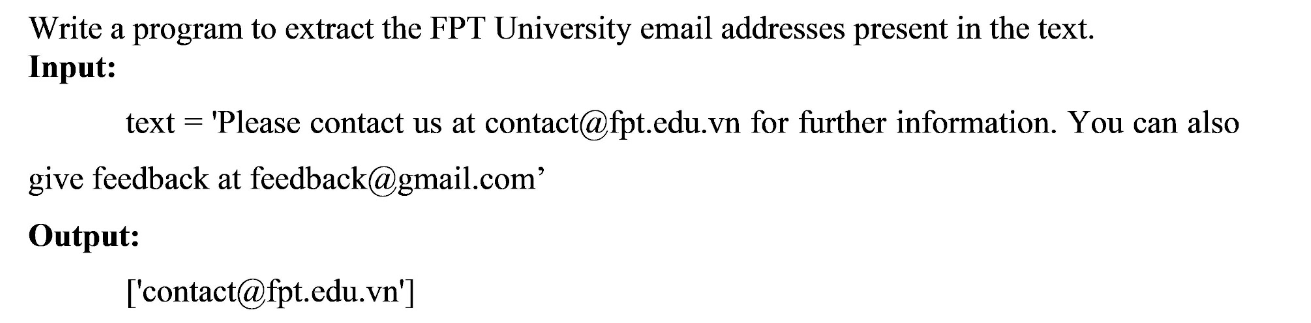 Write a program to extract the FPT University email addresses present in the text.
Input:
text = 'Please contact us at contact@fpt.edu.vn for further information. You can also
give feedback at feedback@gmail.com’
Output:
['contact@fpt.edu.vn']